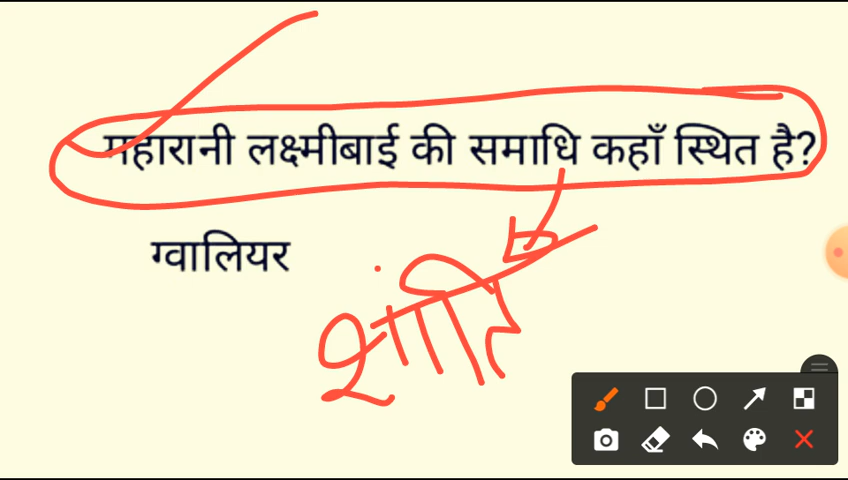 महारानी लक्ष्मीबाई की समाधि कहाँ स्थित है?
ग्वालियर
शांति